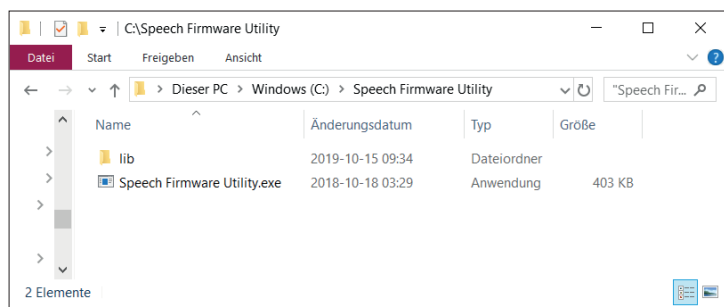 C:\Speech Firmware Utility
Datei Start Freigeben Ansicht
Dieser PC > Windows (C:) > Speech Firmware Utility "Speech Fir...
Name Änderungsdatum Typ Größe
lib 2019-10-15 09:34 Dateiordner
Speech Firmware Utility.exe 2018-10-18 03:29 Anwendung 403 KB
2 Elemente